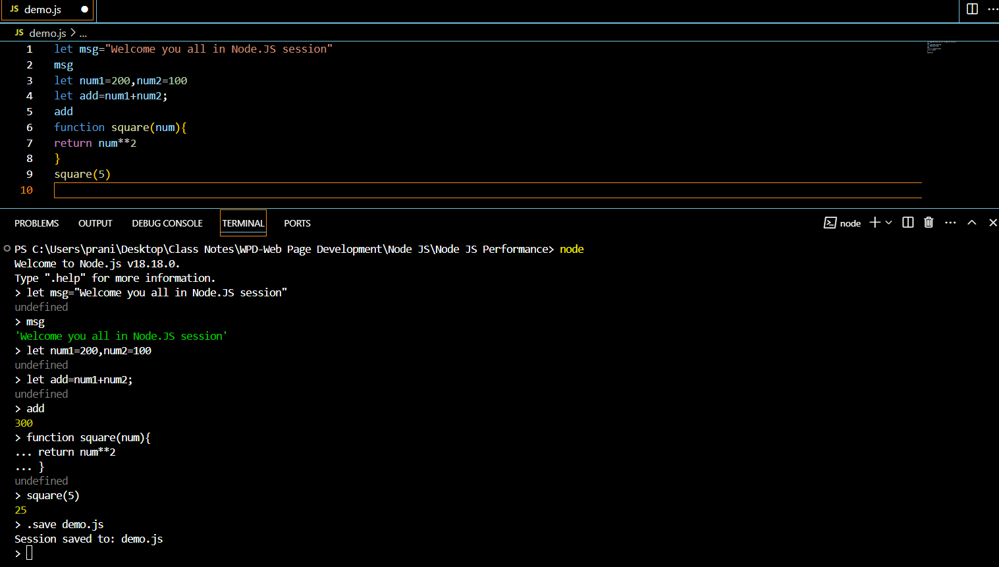 JS demo.js
JS demo.js > ...
1 let msg="Welcome you all in Node.JS session"
2 msg
3 let num1=200,num2=100
4 let add=num1+num2;
5 add
6 function square(num){
7 return num**2
8 }
9 square(5)
10
PROBLEMS OUTPUT DEBUG CONSOLE TERMINAL PORTS node
PS C:\Users\prani\Desktop\Class Notes\WPD-Web Page Development\Node JS\Node JS Performance> node
Welcome to Node.js v18.18.0.
Type ".help" for more information.
> let msg="Welcome you all in Node.JS session"
undefined
> msg
'Welcome you all in Node.JS session'
> let num1=200,num2=100
undefined
> let add=num1+num2;
undefined
> add
300
> function square(num){
... return num**2
... }
undefined
> square(5)
25
> .save demo.js
Session saved to: demo.js
>